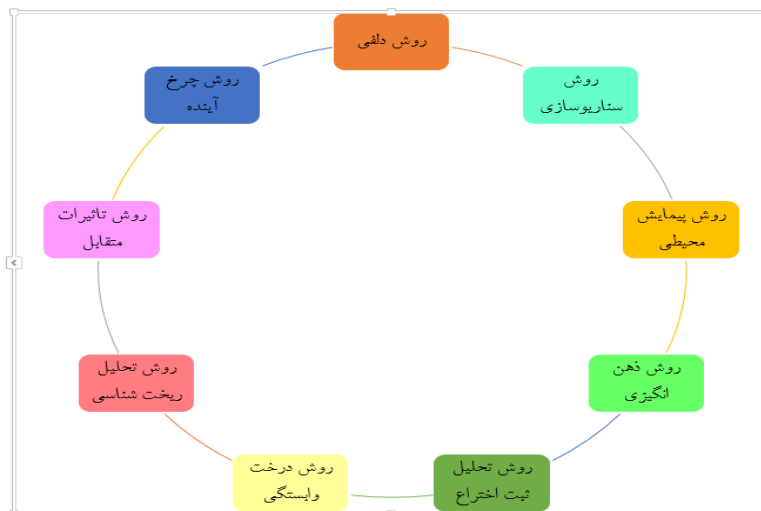 روش دلفی
روش
سناریوسازی
روش پیمایش
محیطی
روش ذهن
انگیزی
روش تحلیل
ثبت اختراع
روش درخت
وابستگی
روش تحلیل
ریخت شناسی
روش تاثیرات
متقابل
روش چرخ
آینده